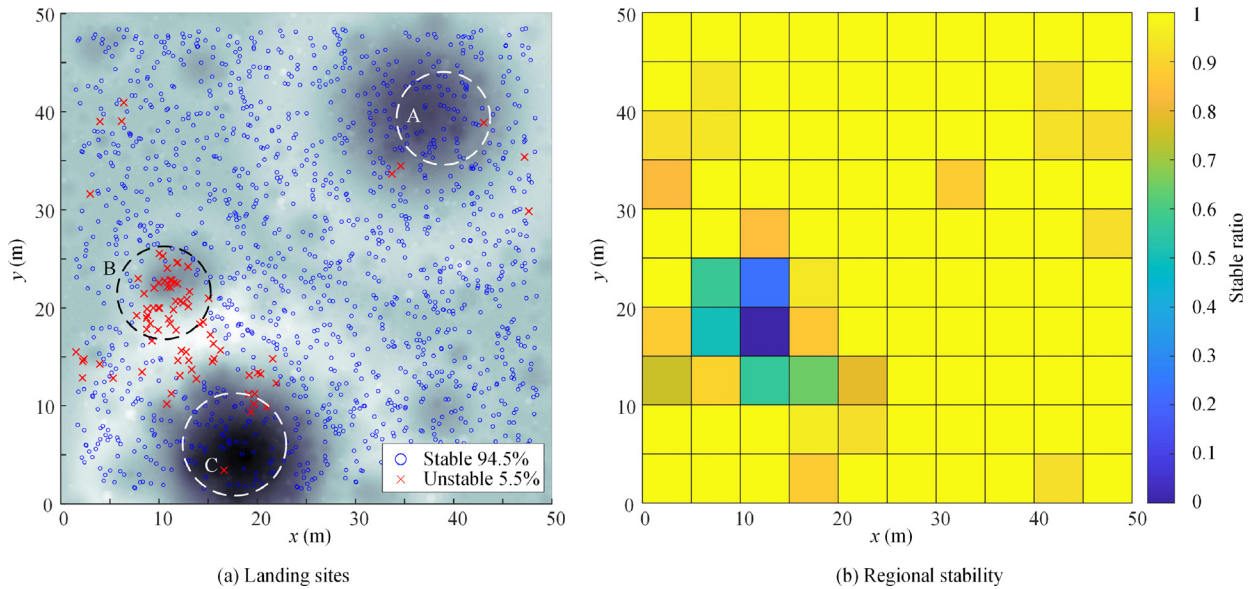 50
40
30
20
10
0
y (m)
A
B
C
Stable 94.5%
Unstable 5.5%
0 10 20 30 40 50
x (m)
(a) Landing sites
50
40
30
20
10
0
y (m)
0 10 20 30 40 50
x (m)
(b) Regional stability
1
0.9
0.8
0.7
0.6
0.5
0.4
0.3
0.2
0.1
0
Stable ratio